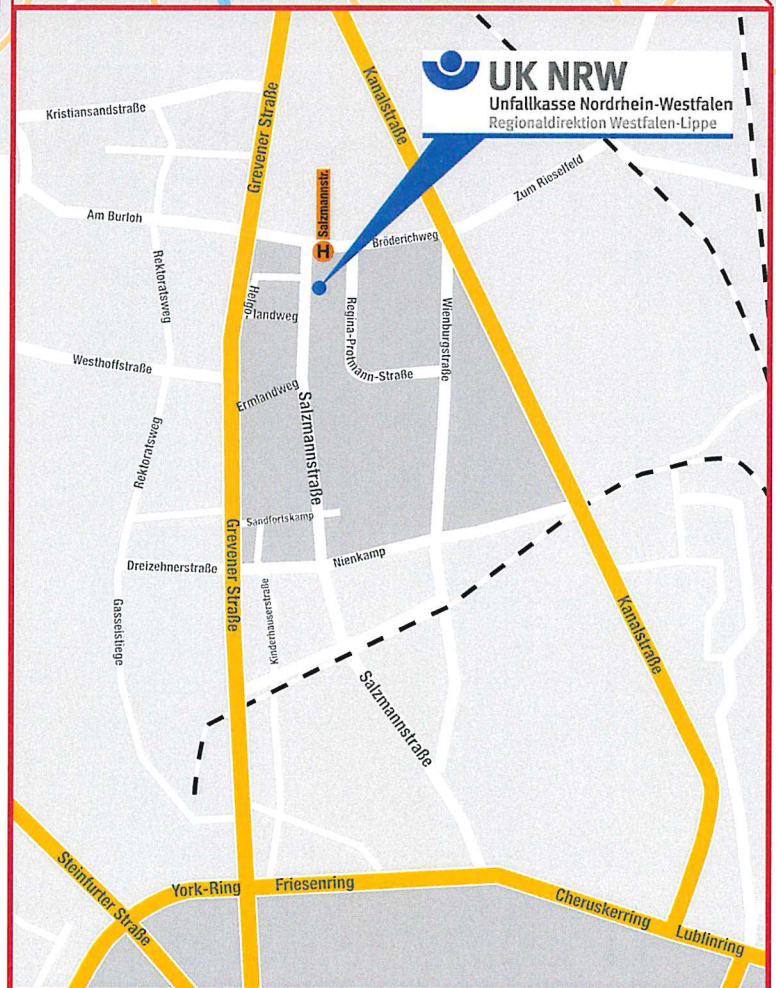 UK NRW
Unfallkasse Nordrhein-Westfalen
Regionaldirektion Westfalen-Lippe
Kristiansandstraße
Grevener Straße
Kanalstraße
Salzmannstr.
H
Zum Rieselfeld
Am Burloh
Bröderichweg
Rektoratsweg
Helgo-
landweg
Regina-Protmann-Straße
Wienburgstraße
Westhoffstraße
Ermlandweg
Salzmannstraße
Rektoratsweg
Sandfortskamp
Grevener Straße
Nienkamp
Dreizehnerstraße
Kinderhauserstraße
Gasselstiege
Kanalstraße
Salzmannstraße
Steinfurter Straße
York-Ring
Friesenring
Cheruskerring
Lublinring